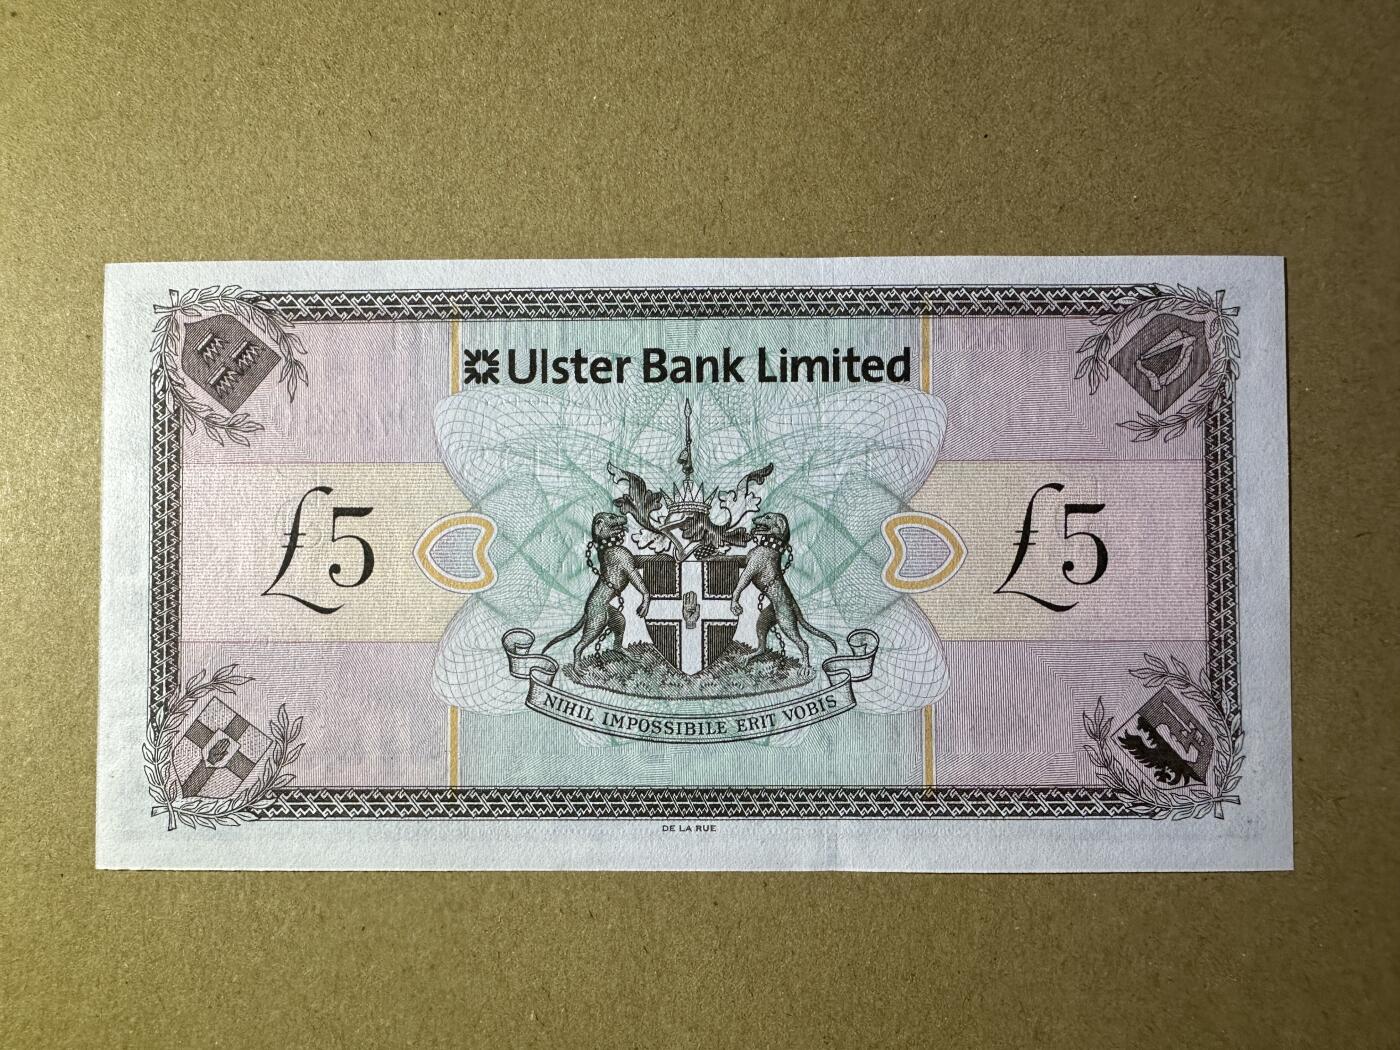 Ulster Bank Limited
£5
£5
NIHIL IMPOSSIBILE ERIT VOBIS
DE LA RUE